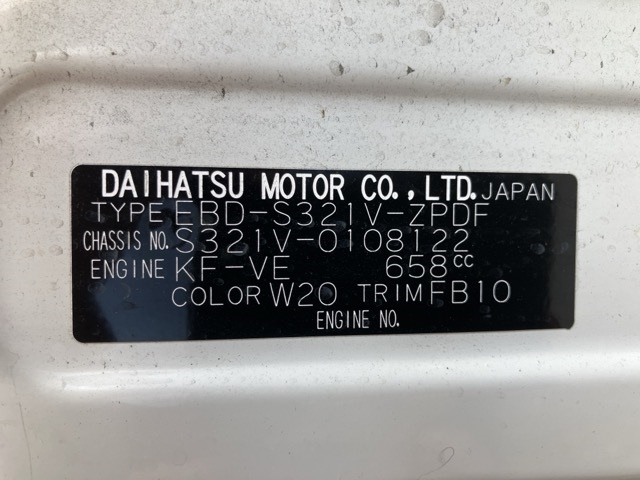 DAIHATSU MOTOR CO., LTD. JAPAN
TYPE EBD-S321V-ZPDF
CHASSIS NO. S321V-0108122
ENGINE KF-VE 658CC
COLOR W20 TRIM FB10
ENGINE NO.